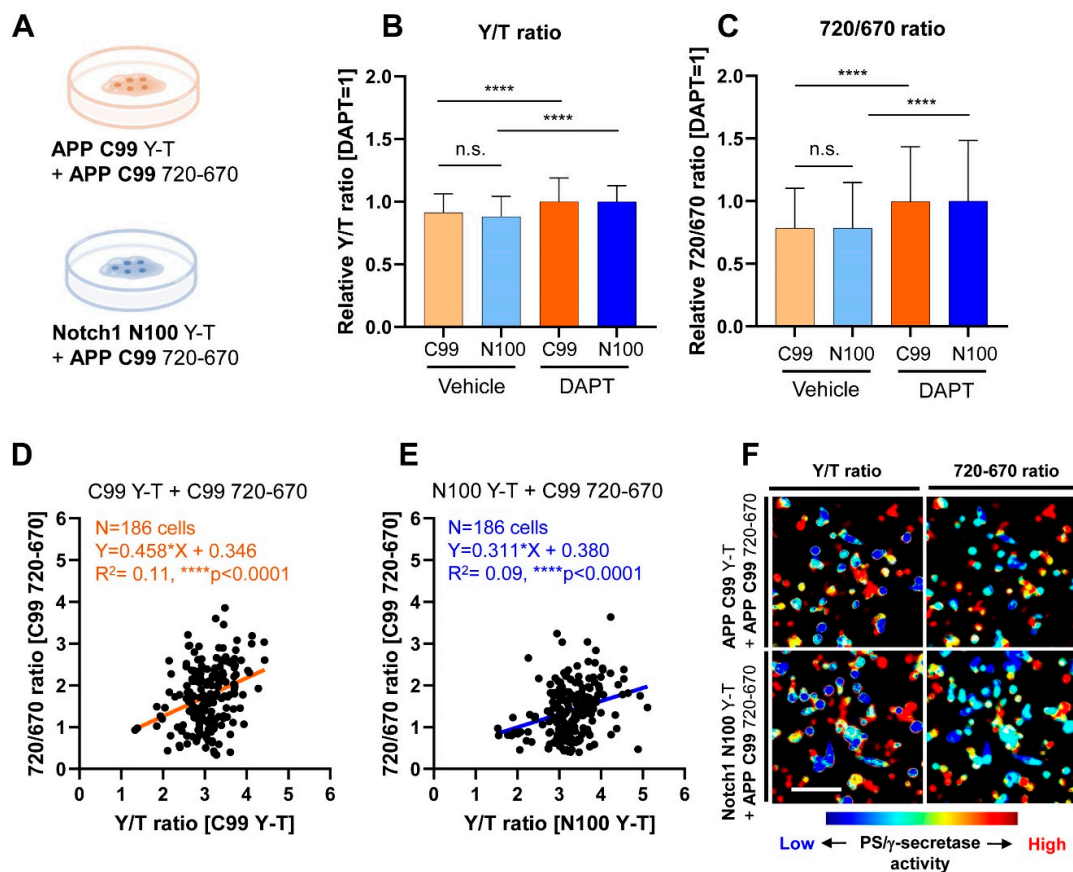 A
APP C99 Y-T
+ APP C99 720-670
Notch1 N100 Y-T
+ APP C99 720-670
B
Y/T ratio
Relative Y/T ratio [DAPT=1]
2.0
1.5
1.0
0.5
0.0
****
****
n.s.
C99 N100 C99 N100
Vehicle DAPT
C
720/670 ratio
Relative 720/670 ratio [DAPT=1]
2.0
1.5
1.0
0.5
0.0
****
****
n.s.
C99 N100 C99 N100
Vehicle DAPT
D
C99 Y-T + C99 720-670
N=186 cells
Y=0.458*X + 0.346
R²= 0.11, ****p<0.0001
720/670 ratio [C99 720-670]
6
5
4
3
2
1
0
0 1 2 3 4 5 6
Y/T ratio [C99 Y-T]
E
N100 Y-T + C99 720-670
N=186 cells
Y=0.311*X + 0.380
R²= 0.09, ****p<0.0001
720/670 ratio [C99 720-670]
6
5
4
3
2
1
0
0 1 2 3 4 5 6
Y/T ratio [N100 Y-T]
F
Y/T ratio 720-670 ratio
APP C99 Y-T
+ APP C99 720-670
Notch1 N100 Y-T
+ APP C99 720-670
Low ← PS/γ-secretase → High
activity